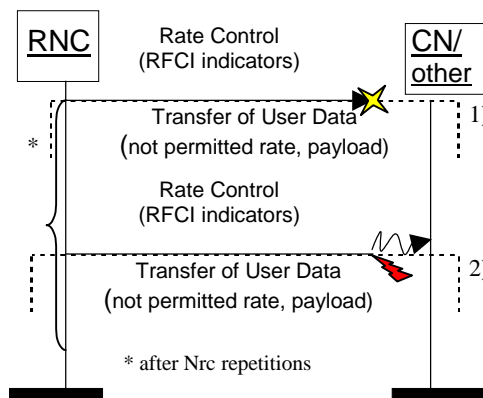 RNC
CN/
other
Rate Control
(RFCI indicators)
1)
Transfer of User Data
(not permitted rate, payload)
*
Rate Control
(RFCI indicators)
2)
Transfer of User Data
(not permitted rate, payload)
* after Nrc repetitions